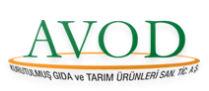 AVOD
KURUTULMUŞ GIDA ve TARIM ÜRÜNLERİ SAN. TİC. A.Ş.